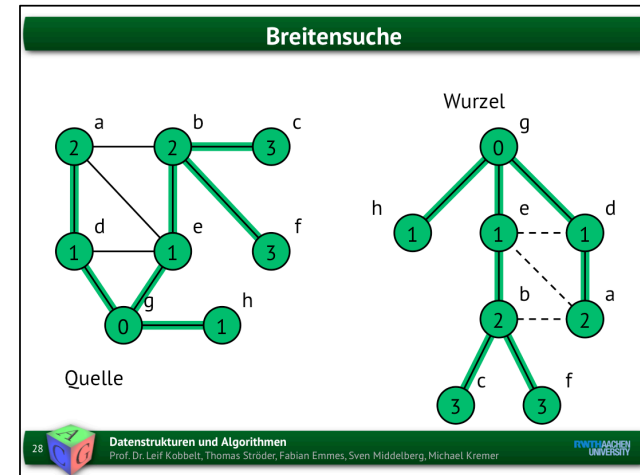 Breitensuche
Wurzel
a
b
c
2
2
3
d
e
f
1
1
3
g
h
0
1
Quelle
g
0
h
e
d
1
1
1
b
a
2
2
c
f
3
3
28
A
C
G
Datenstrukturen und Algorithmen
Prof. Dr. Leif Kobbelt, Thomas Ströder, Fabian Emmes, Sven Middelberg, Michael Kremer
RWTHAACHEN
UNIVERSITY